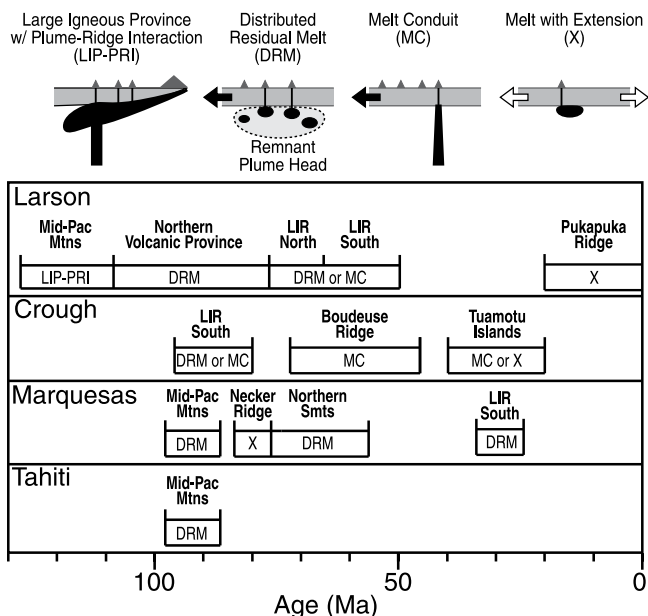 Large Igneous Province
w/ Plume-Ridge Interaction
(LIP-PRI)
Distributed
Residual Melt
(DRM)
Melt Conduit
(MC)
Melt with Extension
(X)
Remnant
Plume Head
Larson
Mid-Pac
Mtns
Northern
Volcanic Province
LIR
North
LIR
South
Pukapuka
Ridge
LIP-PRI
DRM
DRM or MC
X
Crough
LIR
South
Boudeuse
Ridge
Tuamotu
Islands
DRM or MC
MC
MC or X
Marquesas
Mid-Pac
Mtns
Necker
Ridge
Northern
Smts
LIR
South
DRM
X
DRM
DRM
Tahiti
Mid-Pac
Mtns
DRM
100 50 0
Age (Ma)